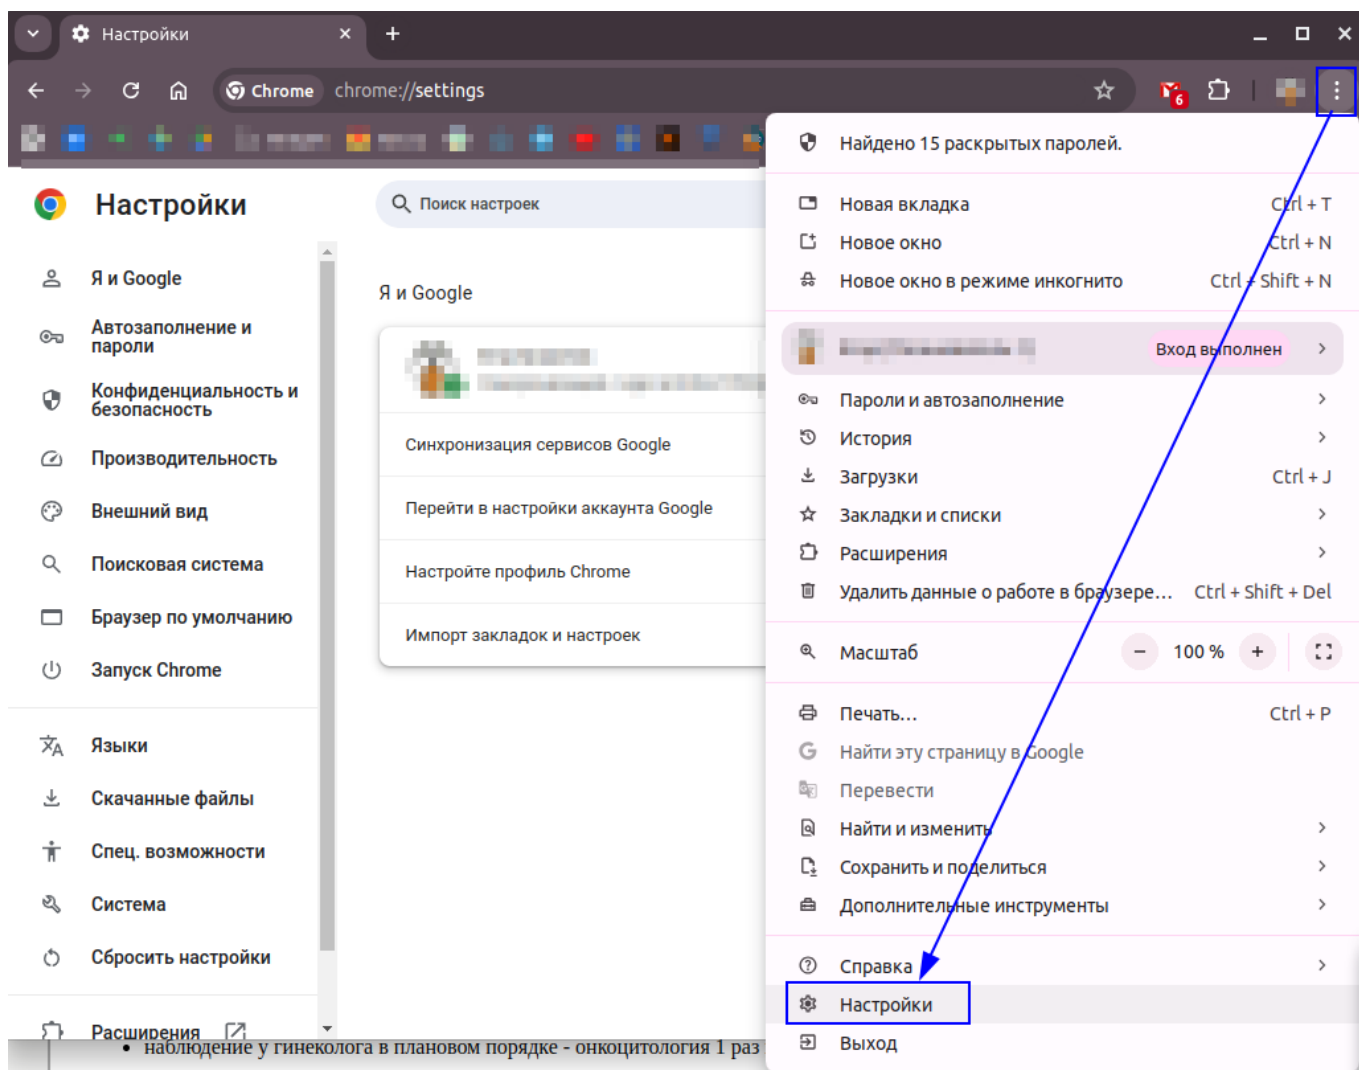 Настройки
Chrome chrome://settings
6
Настройки
Поиск настроек
Я и Google
Автозаполнение и
пароли
Конфиденциальность и
безопасность
Производительность
Внешний вид
Поисковая система
Браузер по умолчанию
Запуск Chrome
Языки
Скачанные файлы
Спец. возможности
Система
Сбросить настройки
Расширения
Я и Google
Синхронизация сервисов Google
Перейти в настройки аккаунта Google
Настройте профиль Chrome
Импорт закладок и настроек
Найдено 15 раскрытых паролей.
Новая вкладка Ctrl + T
Новое окно Ctrl + N
Новое окно в режиме инкогнито Ctrl + Shift + N
Вход выполнен
Пароли и автозаполнение
История
Загрузки Ctrl + J
Закладки и списки
Расширения
Удалить данные о работе в браузере... Ctrl + Shift + Del
Масштаб − 100 % +
Печать... Ctrl + P
Найти эту страницу в Google
Перевести
Найти и изменить
Сохранить и поделиться
Дополнительные инструменты
Справка
Настройки
Выход
наблюдение у гинеколога в плановом порядке - онкоцитология 1 раз